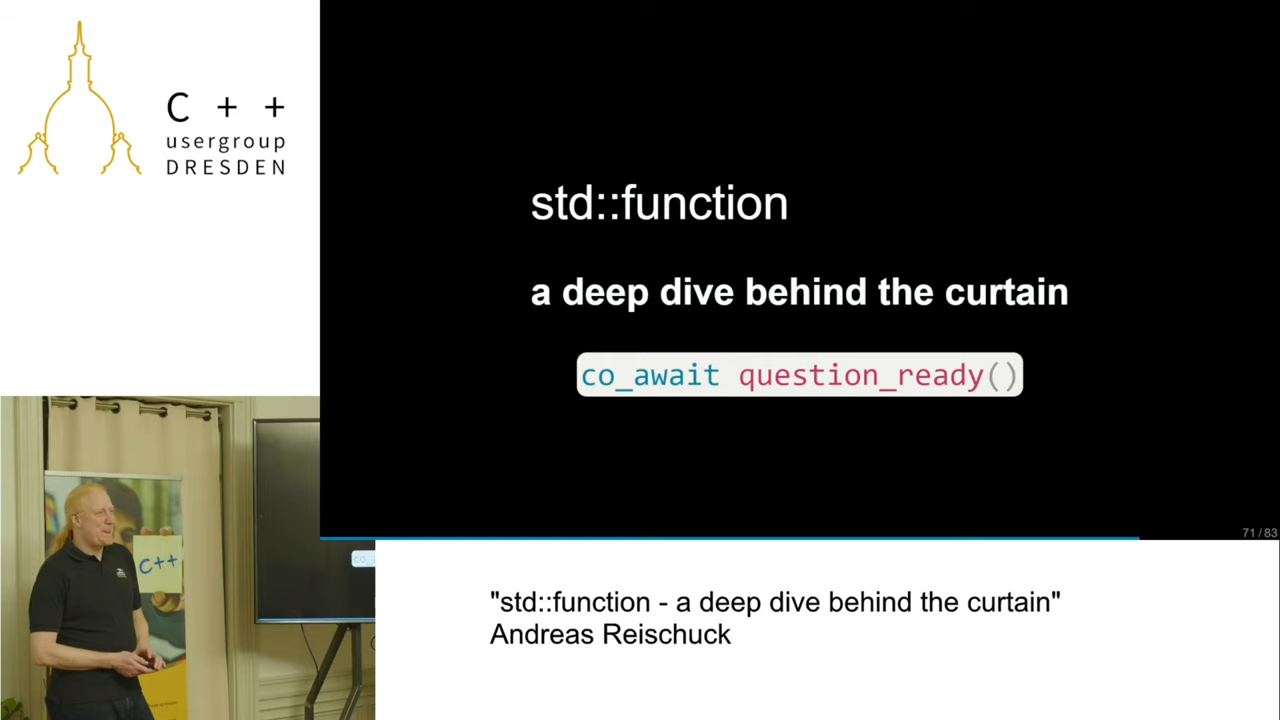 C + +
usergroup
DRESDEN
std::function
a deep dive behind the curtain
co_await question_ready()
71 / 83
C++
"std::function - a deep dive behind the curtain"
Andreas Reischuck